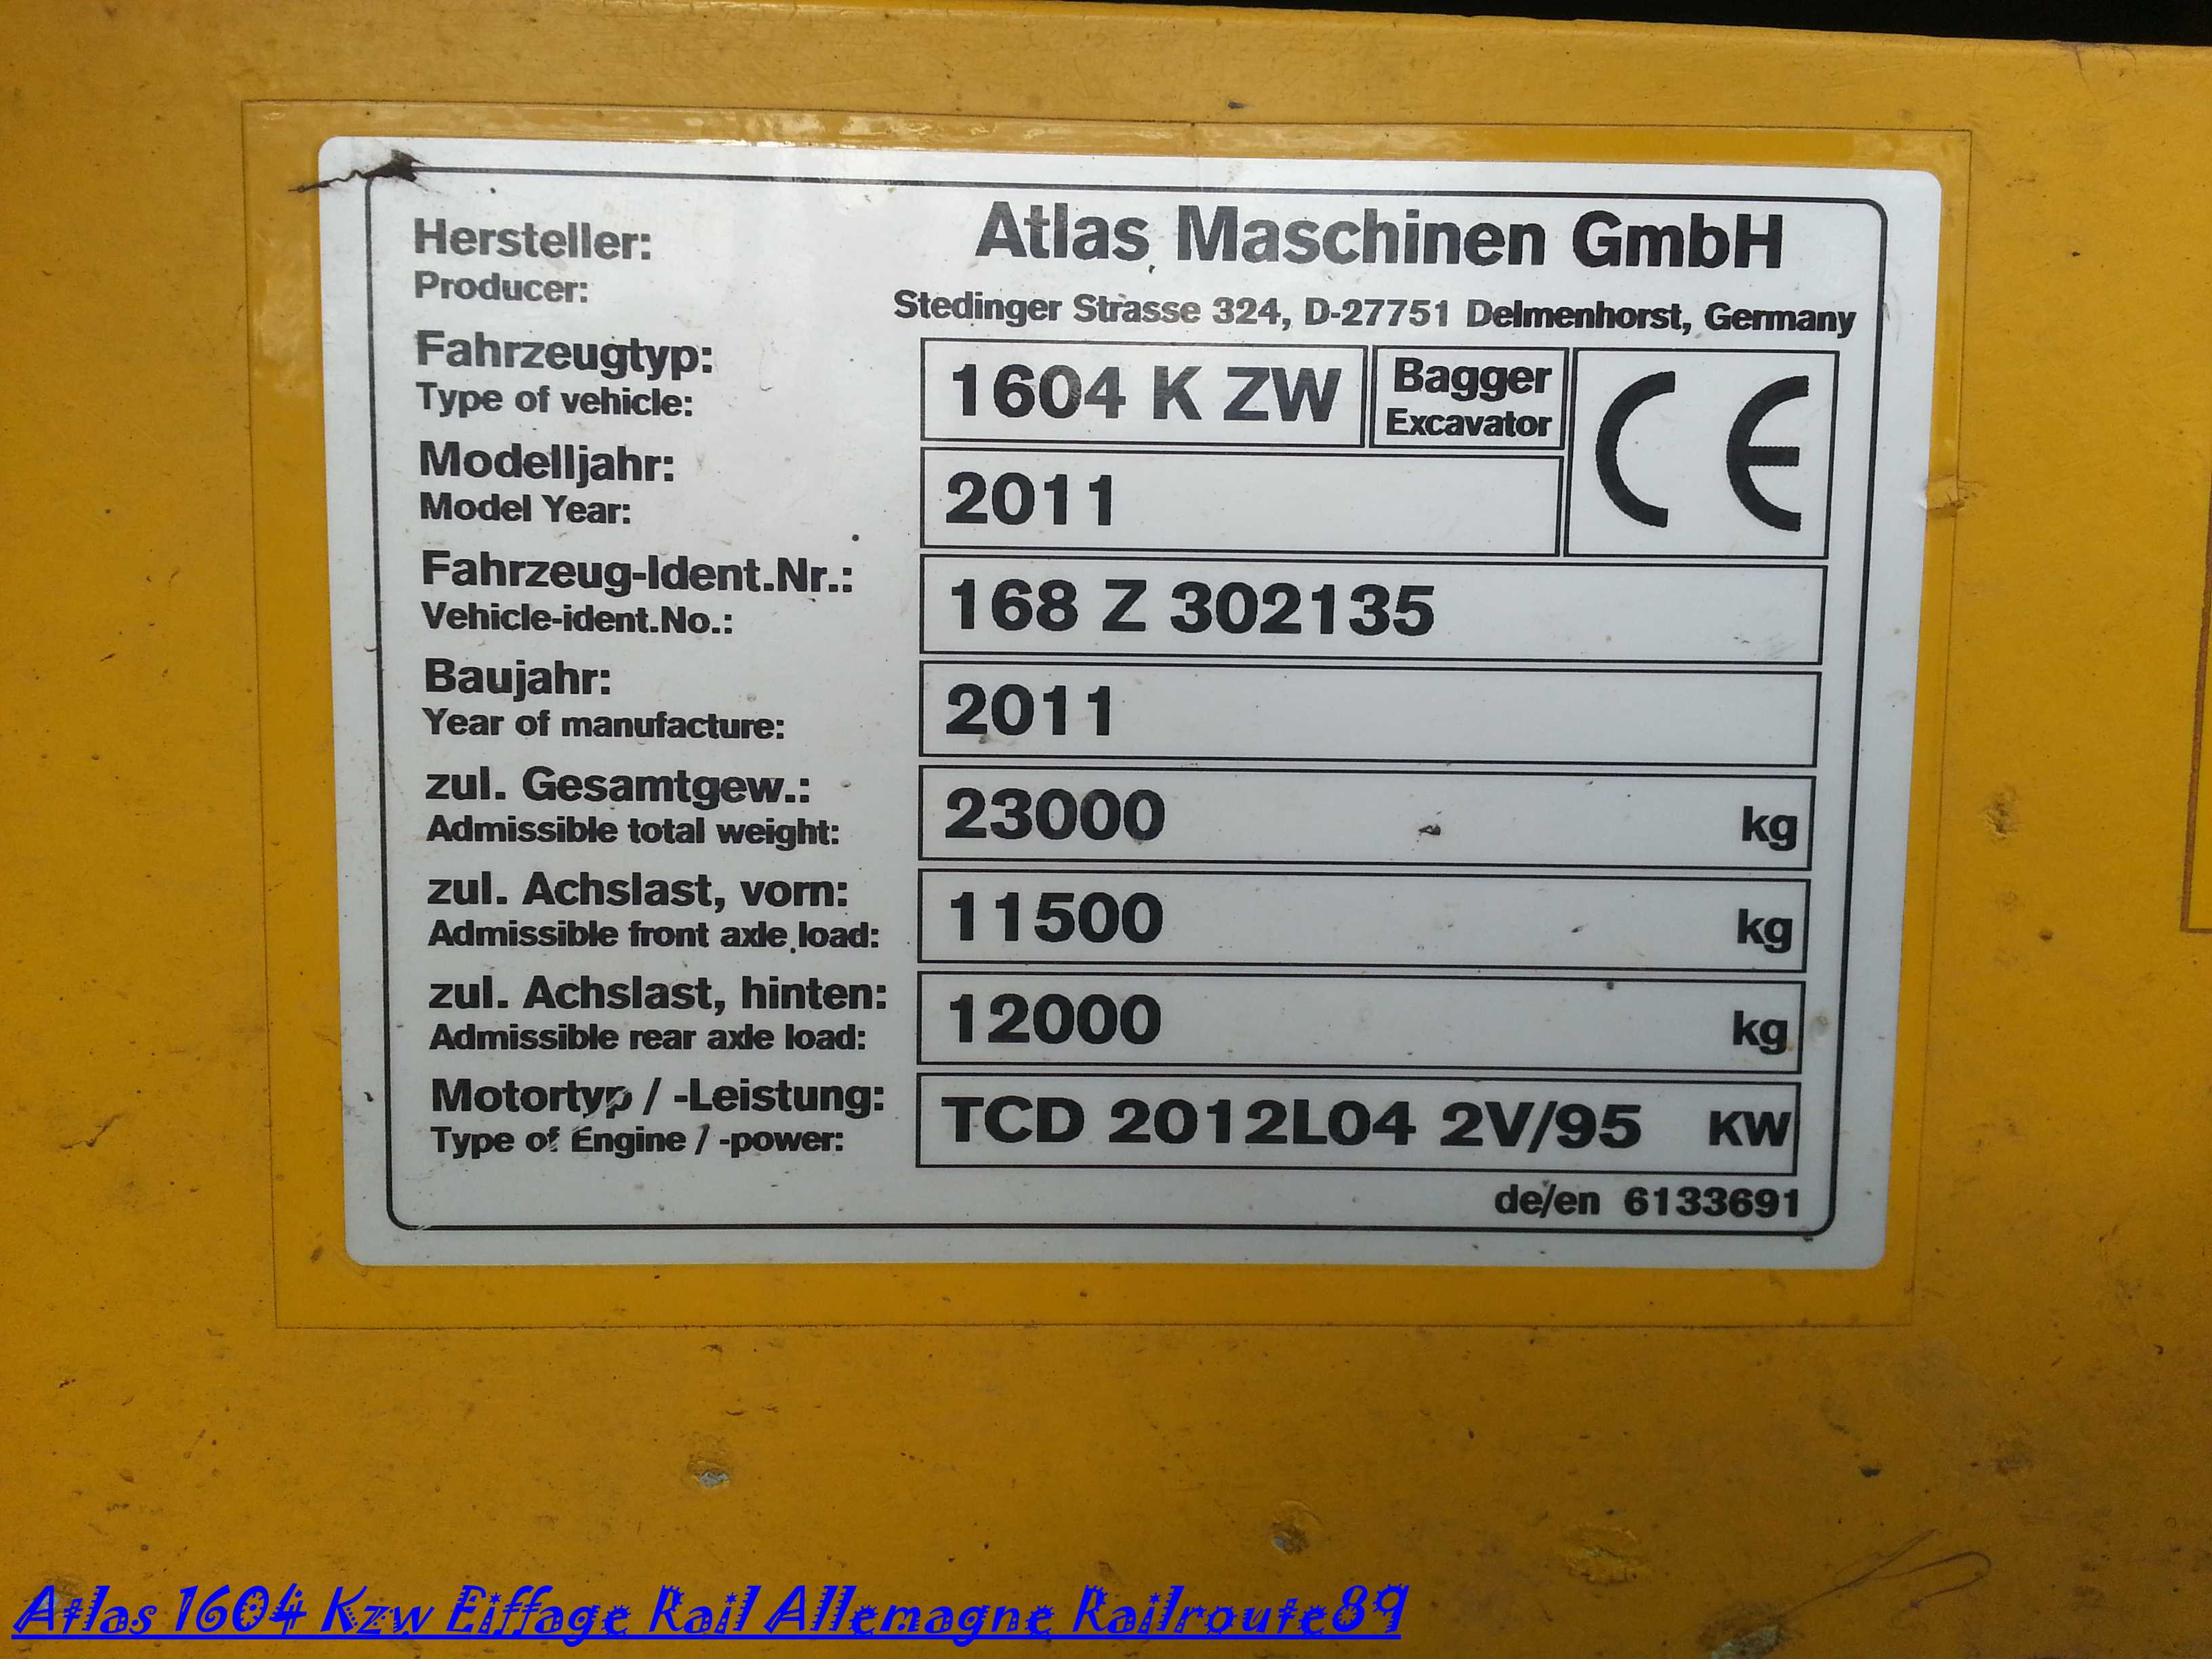 Hersteller: Atlas Maschinen GmbH
Producer: Stedinger Strasse 324, D-27751 Delmenhorst, Germany
Fahrzeugtyp: 1604 K ZW Bagger CE
Type of vehicle: Excavator
Modelljahr: 2011
Model Year:
Fahrzeug-Ident.Nr.: 168 Z 302135
Vehicle-ident.No.:
Baujahr: 2011
Year of manufacture:
zul. Gesamtgew.: 23000 kg
Admissible total weight:
zul. Achslast, vorn: 11500 kg
Admissible front axle load:
zul. Achslast, hinten: 12000 kg
Admissible rear axle load:
Motortyp / -Leistung: TCD 2012L04 2V/95 KW
Type of Engine / -power:
de/en 6133691
Atlas 1604 Kzw Eiffage Rail Allemagne Railroute89